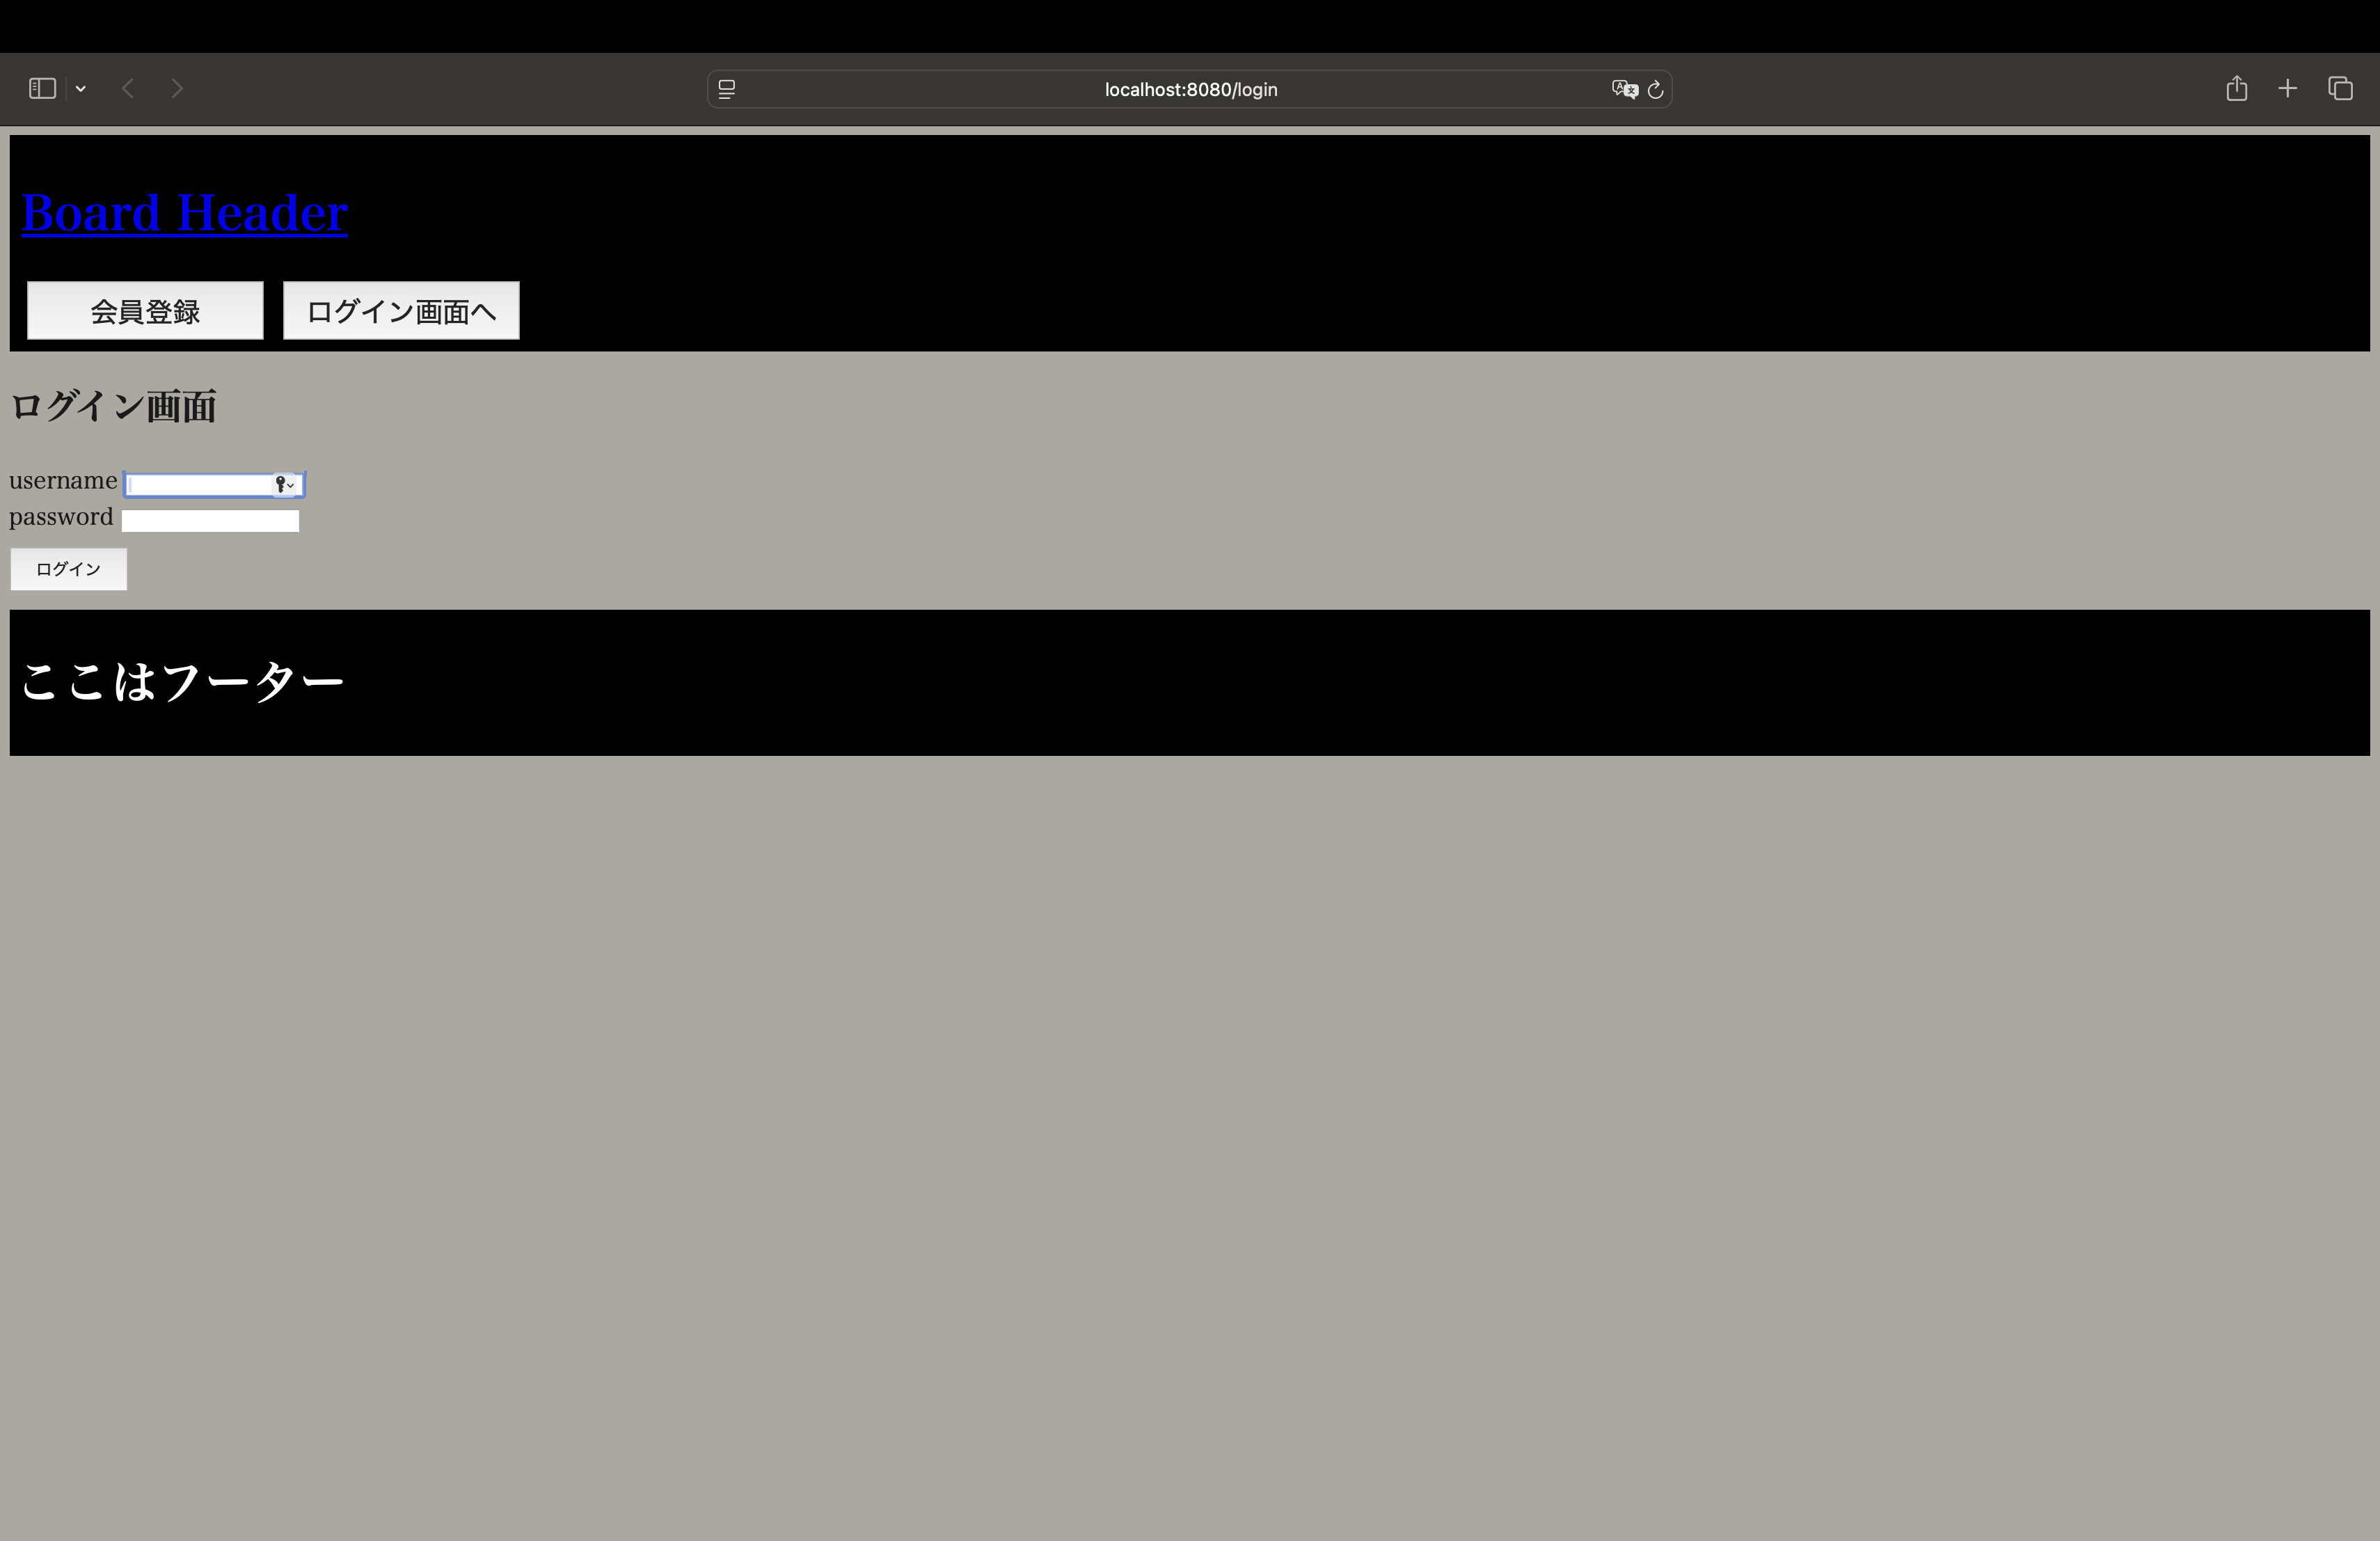 localhost:8080/login
Board Header
会員登録 ログイン画面へ
ログイン画面
username
password
ログイン
ここはフーター